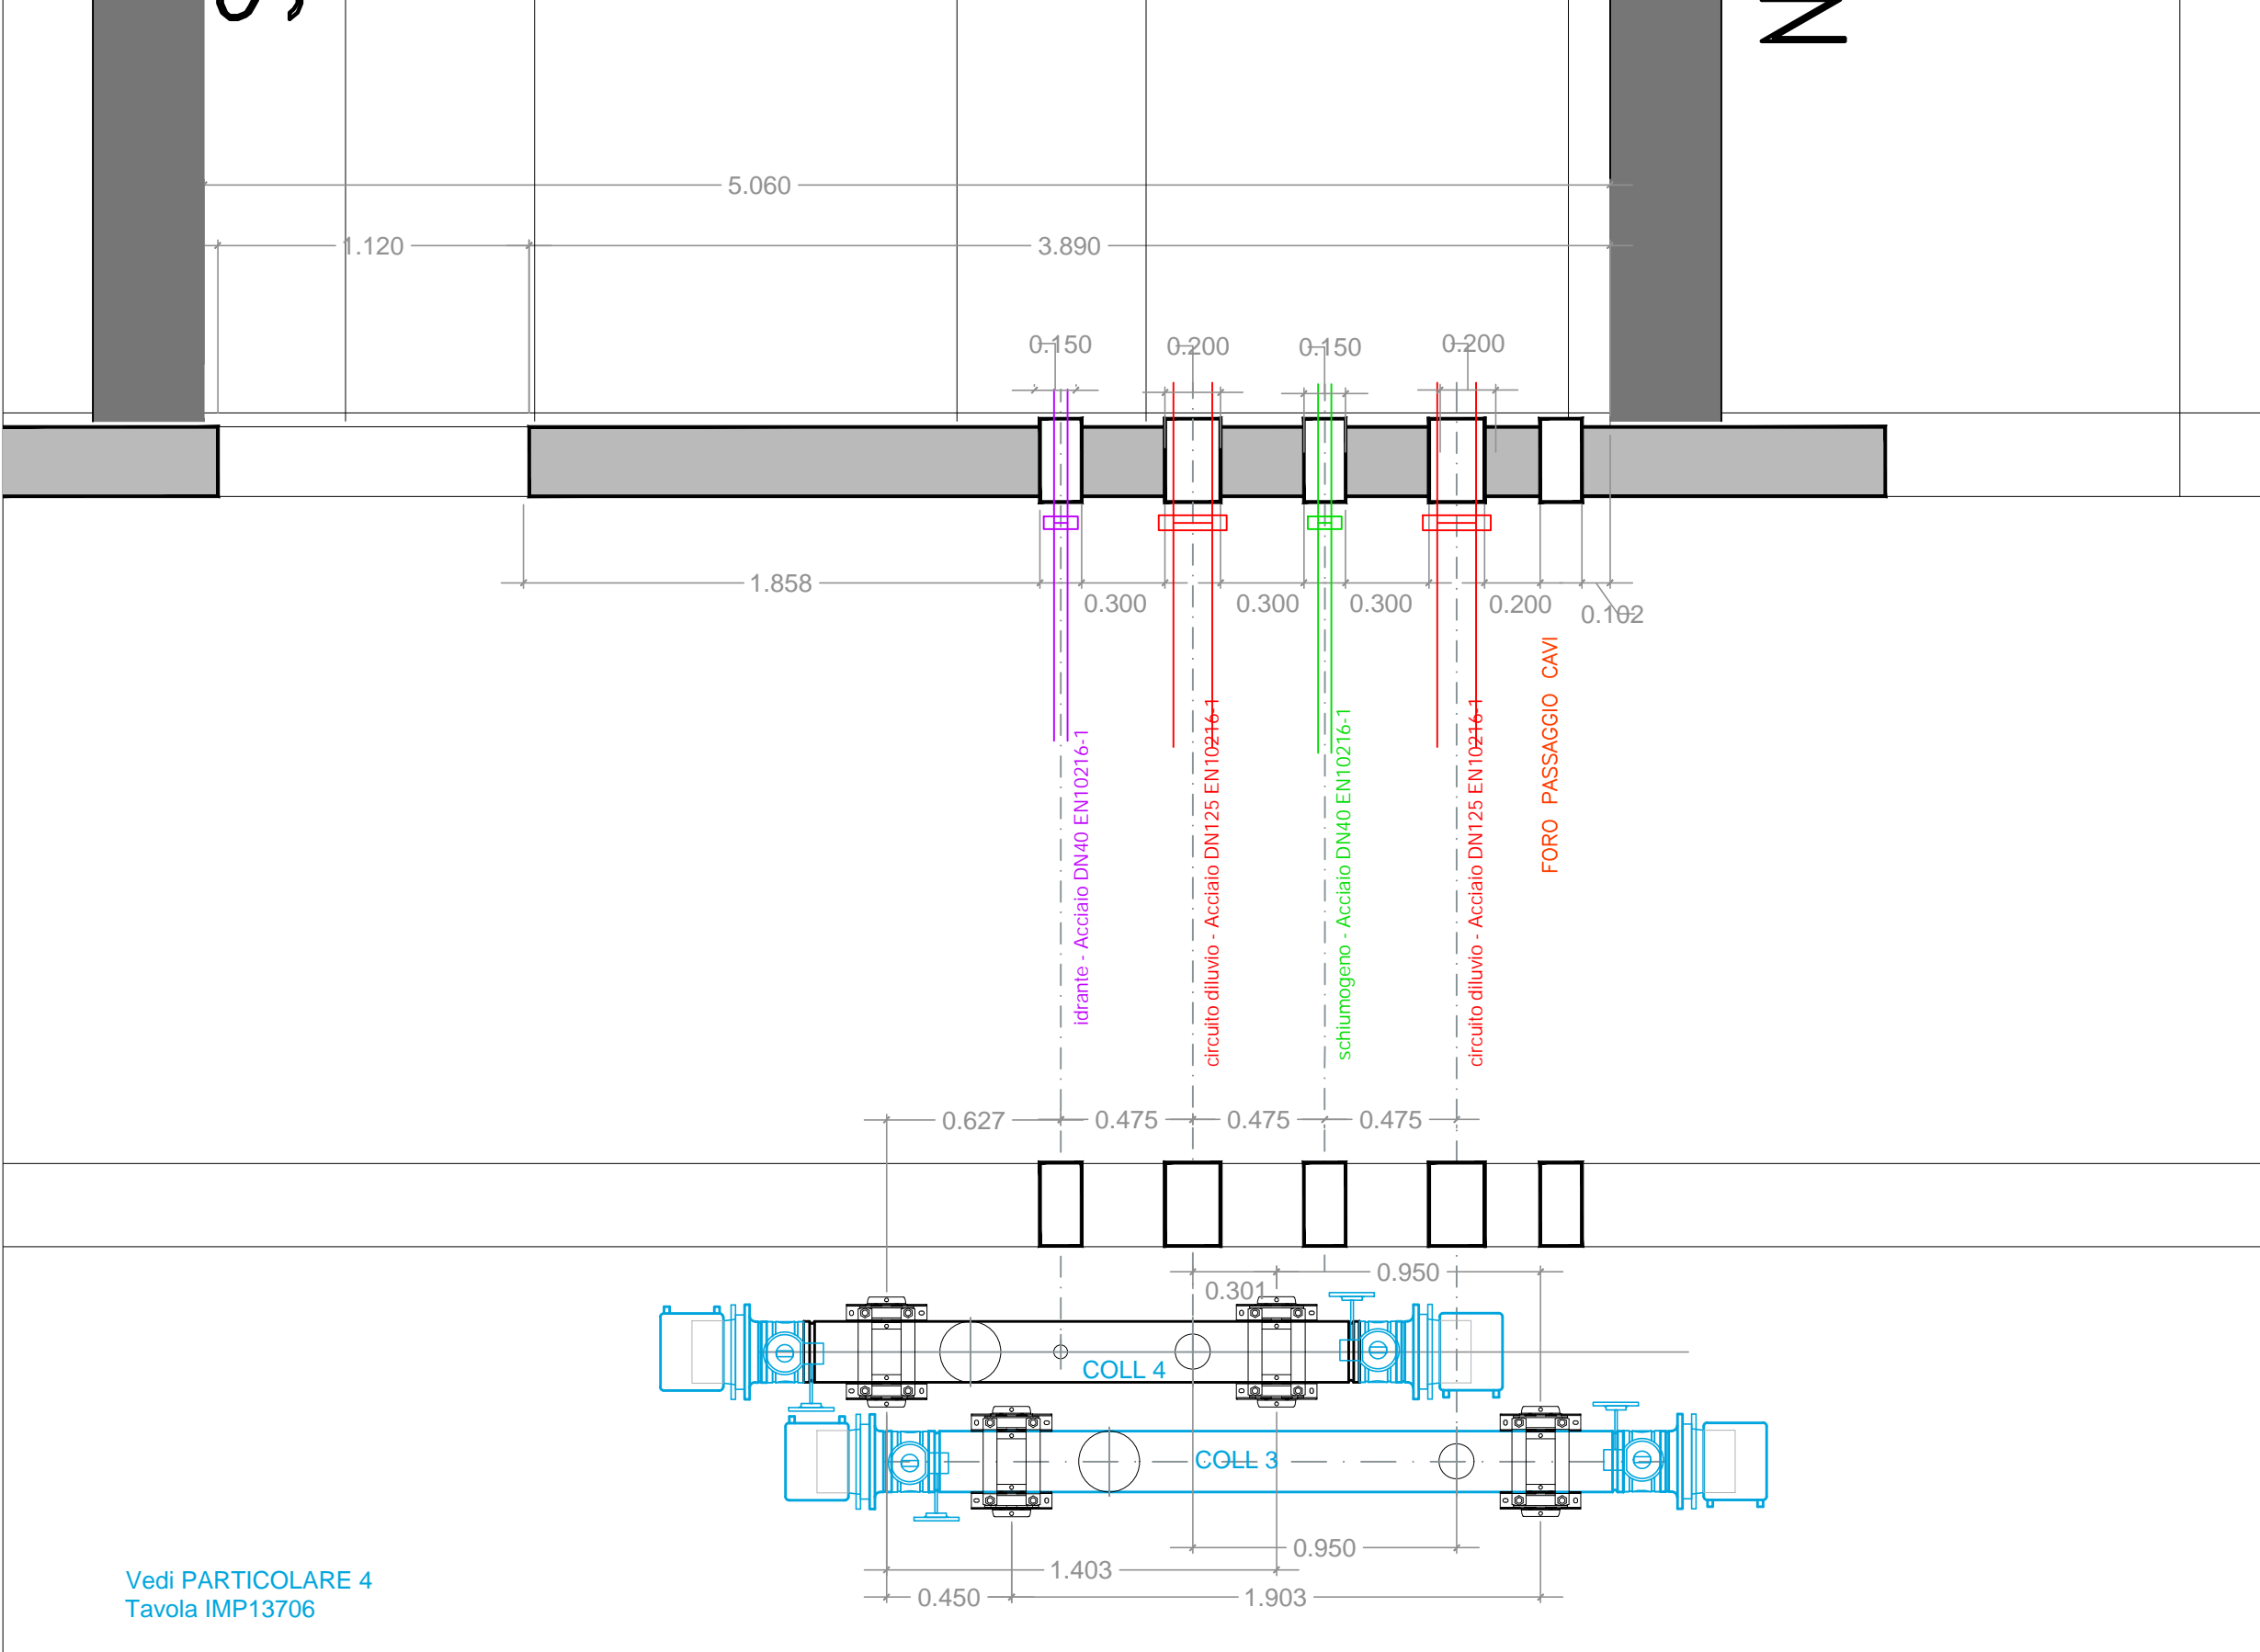 S,
N
5.060
1.120
3.890
0.150
0.200
0.150
0.200
1.858
0.300
0.300
0.300
0.200
0.102
idrante - Acciaio DN40 EN10216-1
circuito diluvio - Acciaio DN125 EN10216-1
schiumogeno - Acciaio DN40 EN10216-1
circuito diluvio - Acciaio DN125 EN10216-1
FORO PASSAGGIO CAVI
0.627
0.475
0.475
0.475
0.301
0.950
COLL 4
COLL 3
0.950
1.403
0.450
1.903
Vedi PARTICOLARE 4
Tavola IMP13706